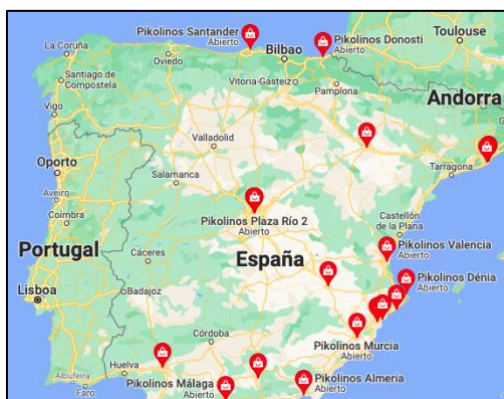 Pikolinos Santander
Abierto
Pikolinos Donosti
Abierto
Toulouse
La Coruña
Oviedo
Bilbao
Santiago de
Compostela
Vitoria-Gasteiz
Pamplona
Andorra
Vigo
Valladolid
Oporto
Tarragona
Salamanca
Aveiro
Pikolinos Plaza Río 2
Abierto
Coimbra
Castellón
de la Plana
Portugal
España
Pikolinos Valencia
Abierto
Cáceres
Pikolinos Dénia
Abierto
Lisboa
Badajoz
Córdoba
Pikolinos Murcia
Abierto
Huelva
Albufeira
Faro
Pikolinos Málaga
Abierto
Pikolinos Almería
Abierto